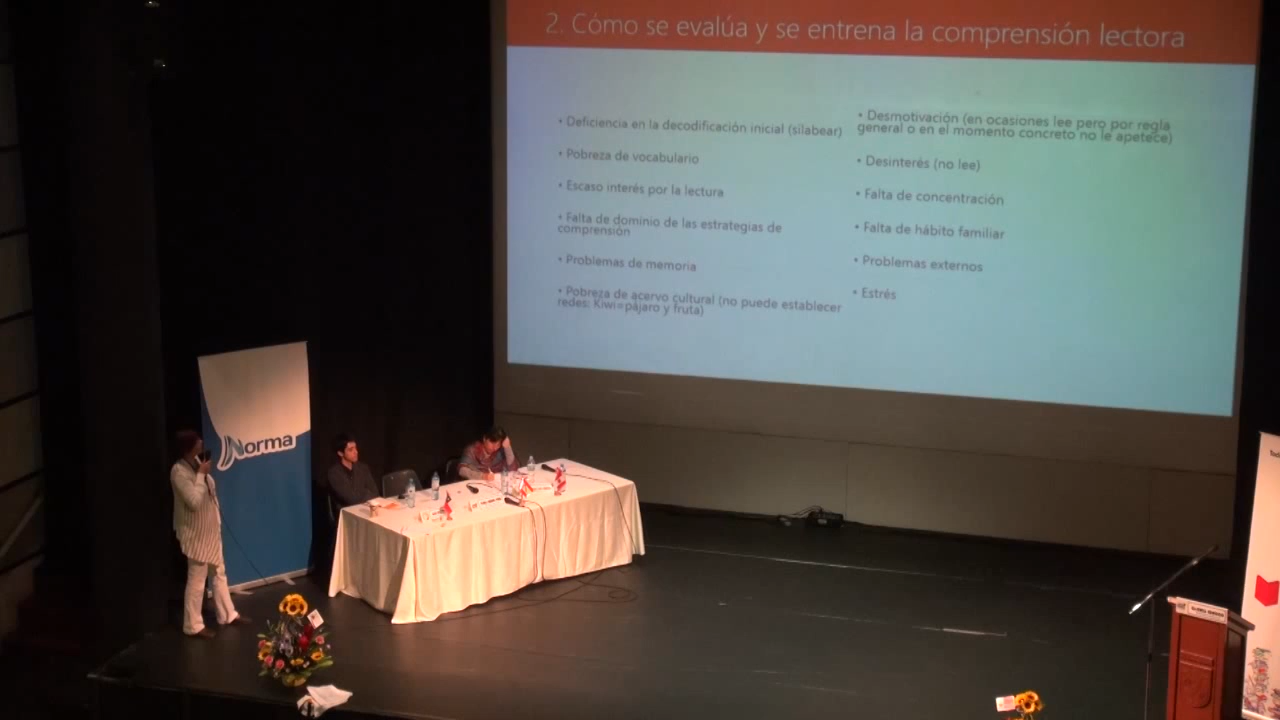 2. Cómo se evalúa y se entrena la comprensión lectora
• Deficiencia en la decodificación inicial (silabear)
• Pobreza de vocabulario
• Escaso interés por la lectura
• Falta de dominio de las estrategias de
comprensión
• Problemas de memoria
• Pobreza de acervo cultural (no puede establecer
redes: Kiwi=pájaro y fruta)
• Desmotivación (en ocasiones lee pero por regla
general o en el momento concreto no le apetece)
• Desinterés (no lee)
• Falta de concentración
• Falta de hábito familiar
• Problemas externos
• Estrés
Norma